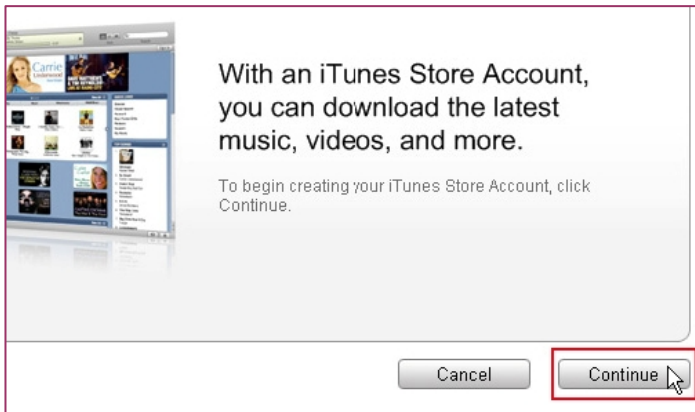 Carrie
Underwood
With an iTunes Store Account,
you can download the latest
music, videos, and more.
To begin creating your iTunes Store Account, click
Continue.
Cancel
Continue